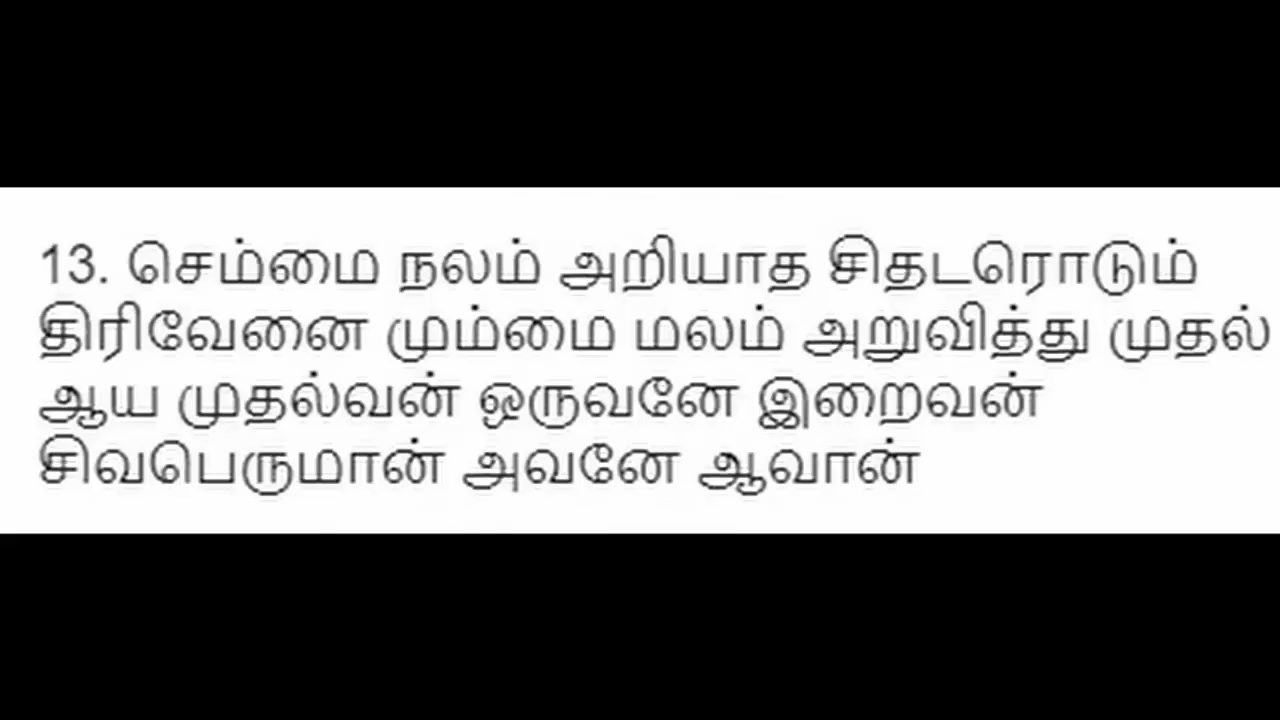 13. செம்மை நலம் அறியாத சிதடரொடும்
திரிவேனை மும்மை மலம் அறுவித்து முதல்
ஆய முதல்வன் ஒருவனே இறைவன்
சிவபெருமான் அவனே ஆவான்